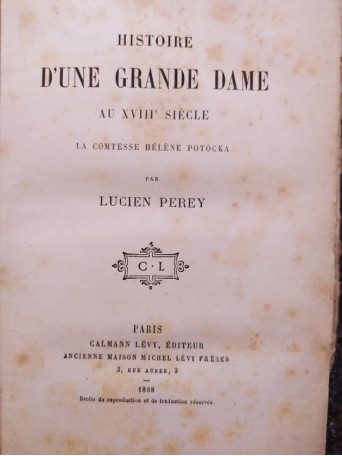 HISTOIRE
D'UNE GRANDE DAME
AU XVIIIᵉ SIÈCLE
LA COMTESSE HÉLÈNE POTOCKA
PAR
LUCIEN PEREY
C · L
PARIS
CALMANN LÉVY, ÉDITEUR
ANCIENNE MAISON MICHEL LÉVY FRÈRES
3, RUE AUBER, 3
1888
Droits de reproduction et de traduction réservés.